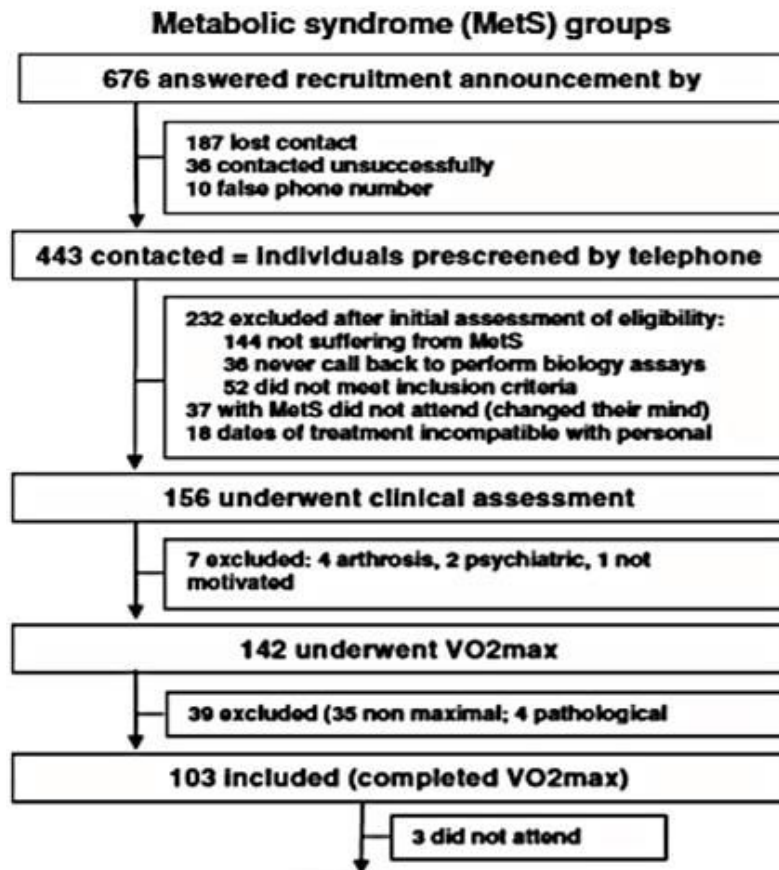 Metabolic syndrome (MetS) groups
676 answered recruitment announcement by
187 lost contact
36 contacted unsuccessfully
10 false phone number
443 contacted = individuals prescreened by telephone
232 excluded after initial assessment of eligibility:
144 not suffering from MetS
36 never call back to perform biology assays
52 did not meet inclusion criteria
37 with MetS did not attend (changed their mind)
18 dates of treatment incompatible with personal
156 underwent clinical assessment
7 excluded: 4 arthrosis, 2 psychiatric, 1 not
motivated
142 underwent VO2max
39 excluded (35 non maximal; 4 pathological
103 included (completed VO2max)
3 did not attend